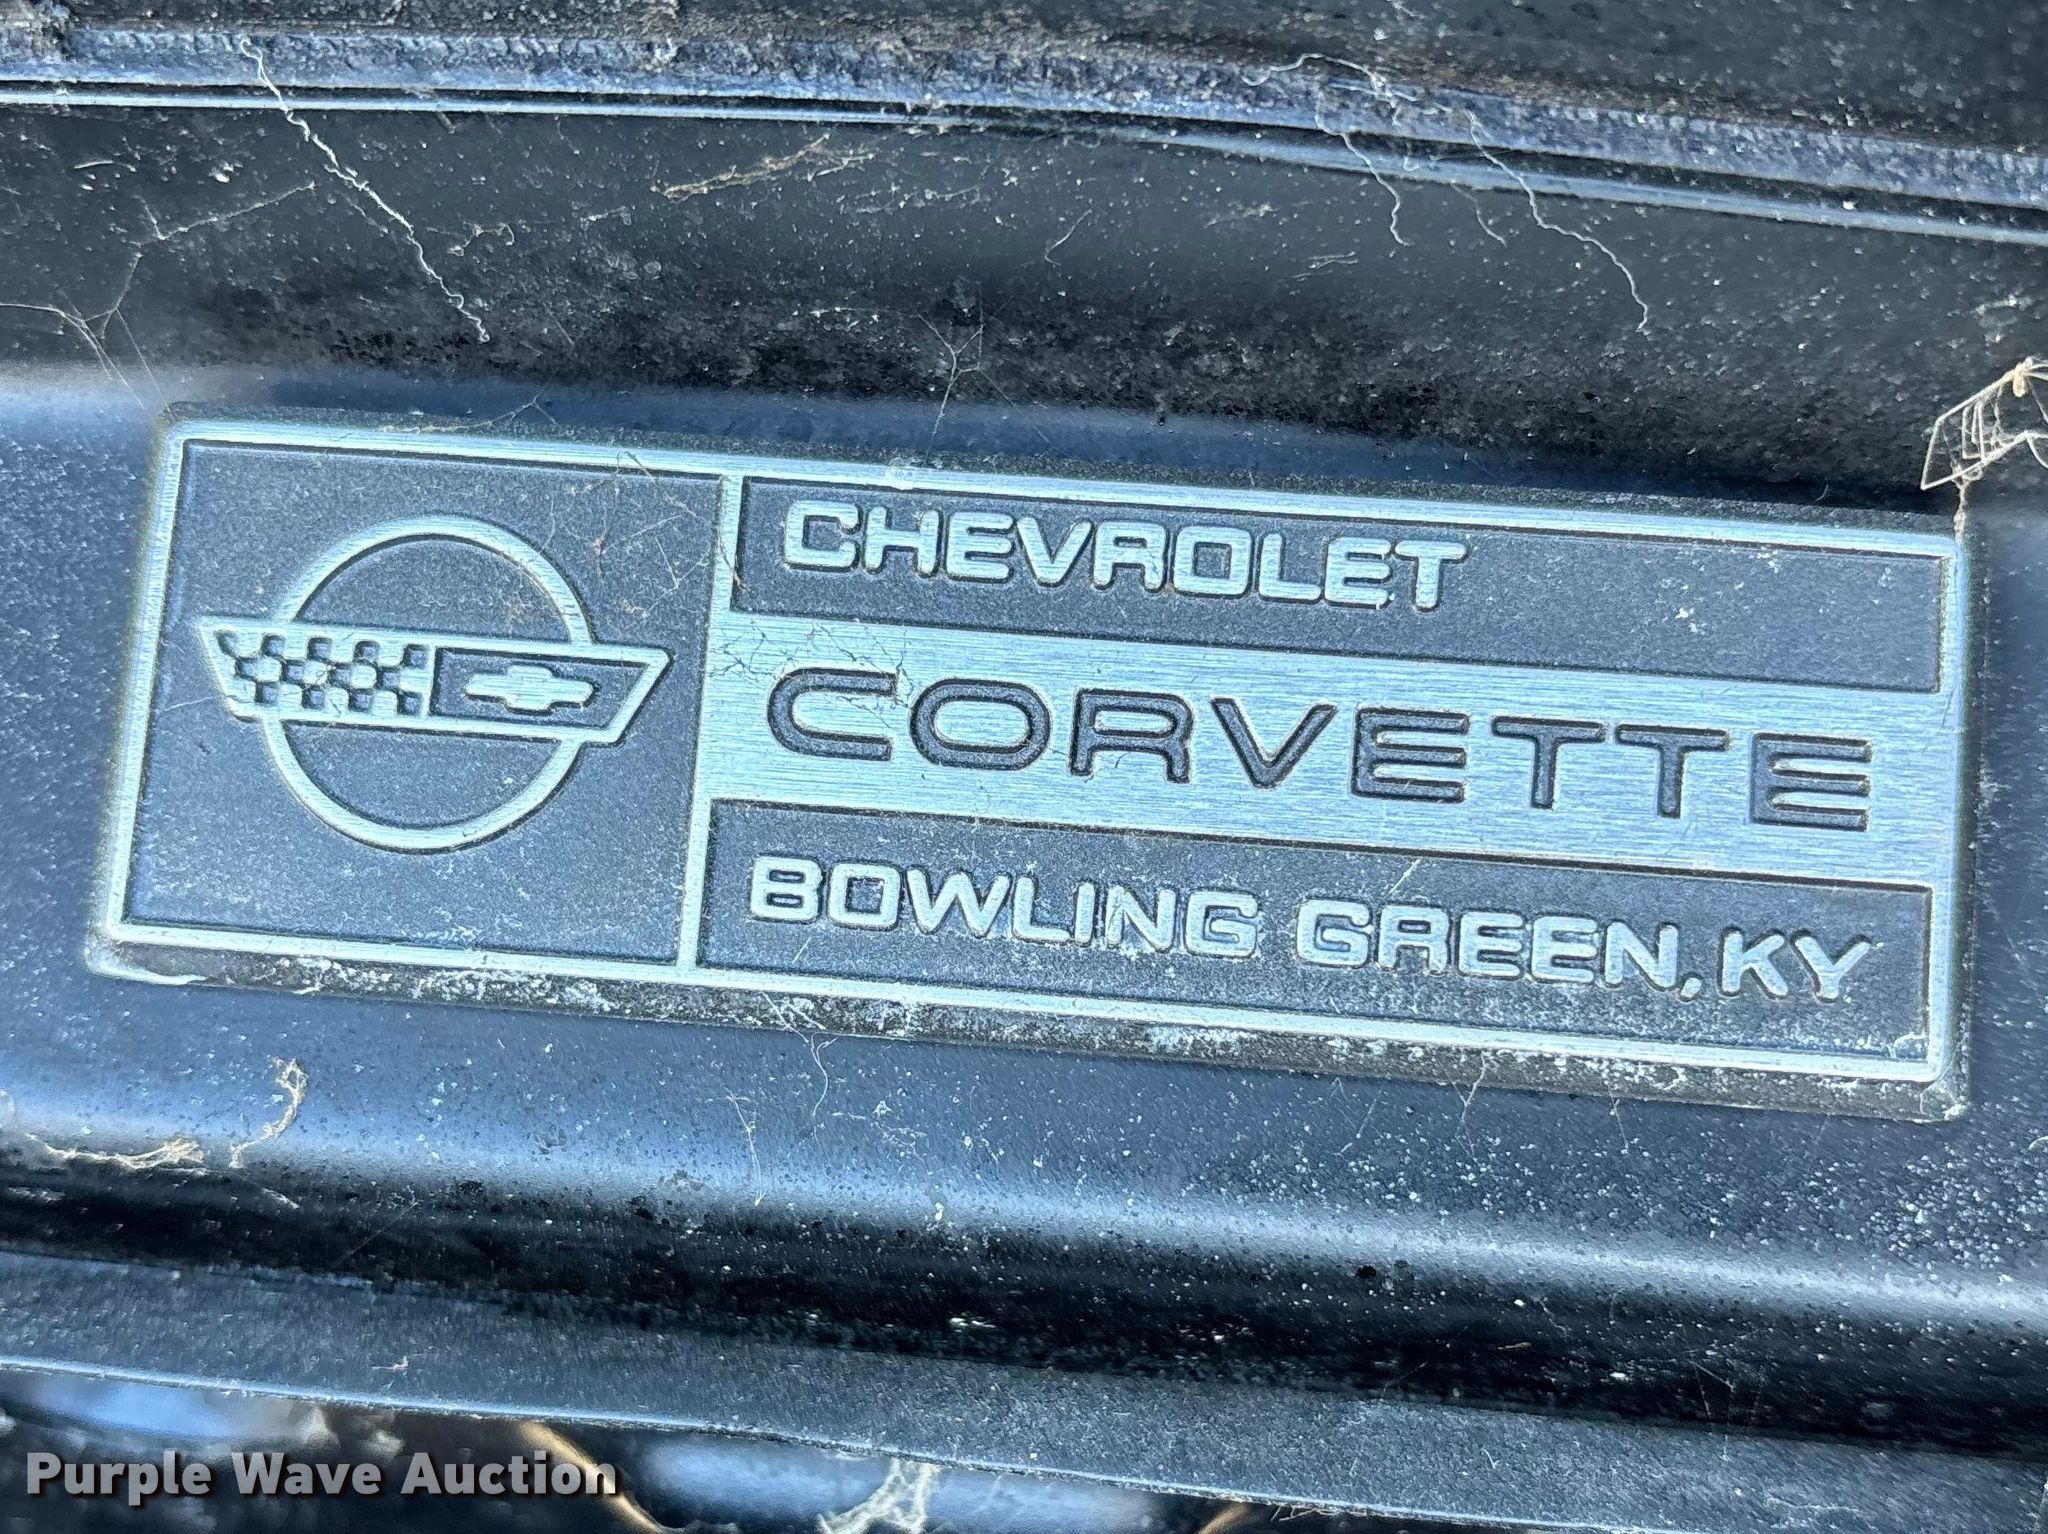 CHEVROLET
CORVETTE
BOWLING GREEN, KY
Purple Wave Auction